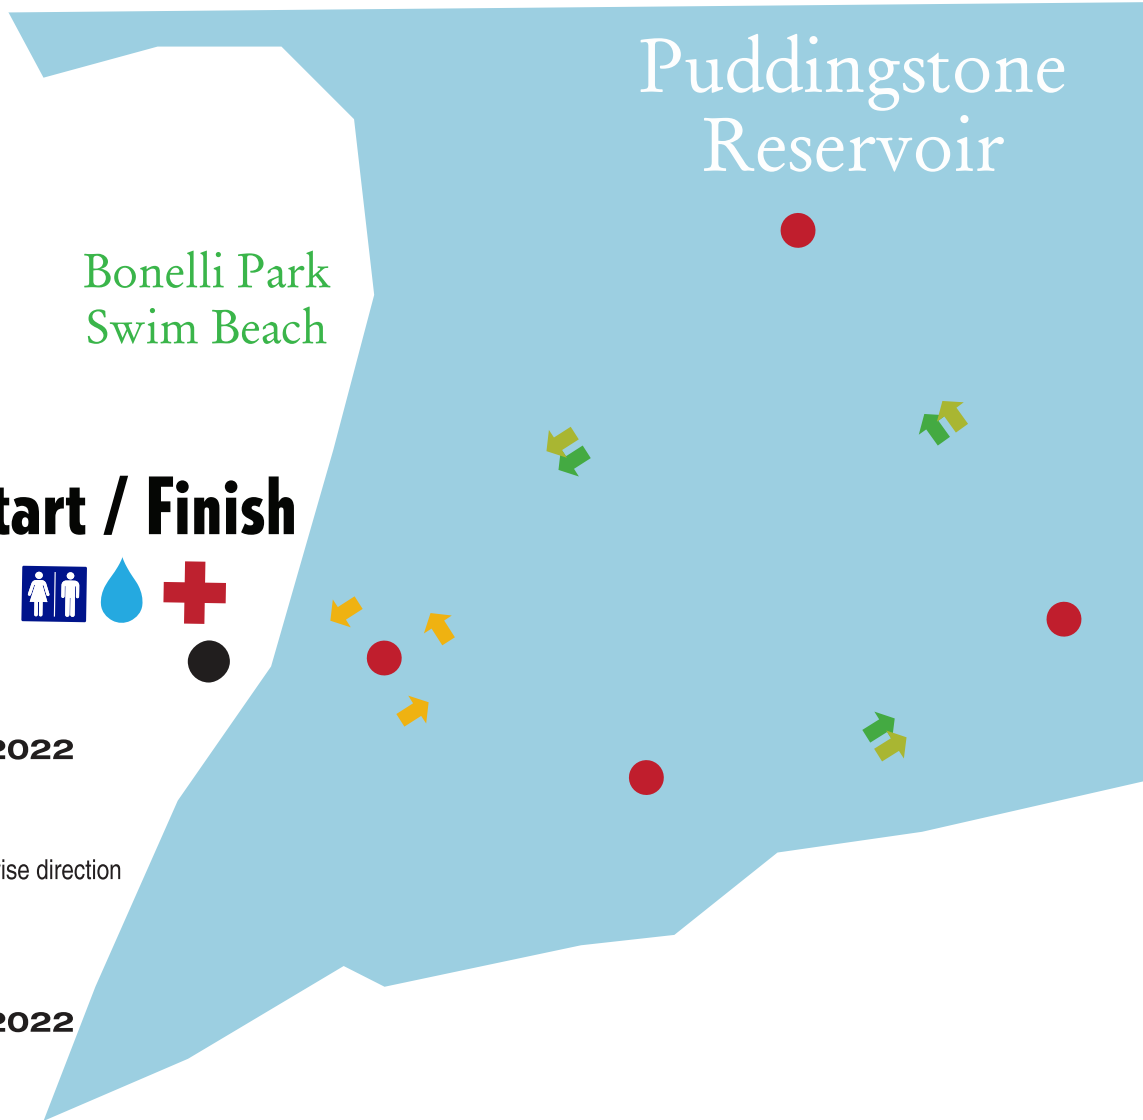 Puddingstone
Reservoir
Bonelli Park
Swim Beach
tart / Finish
2022
ise direction
2022